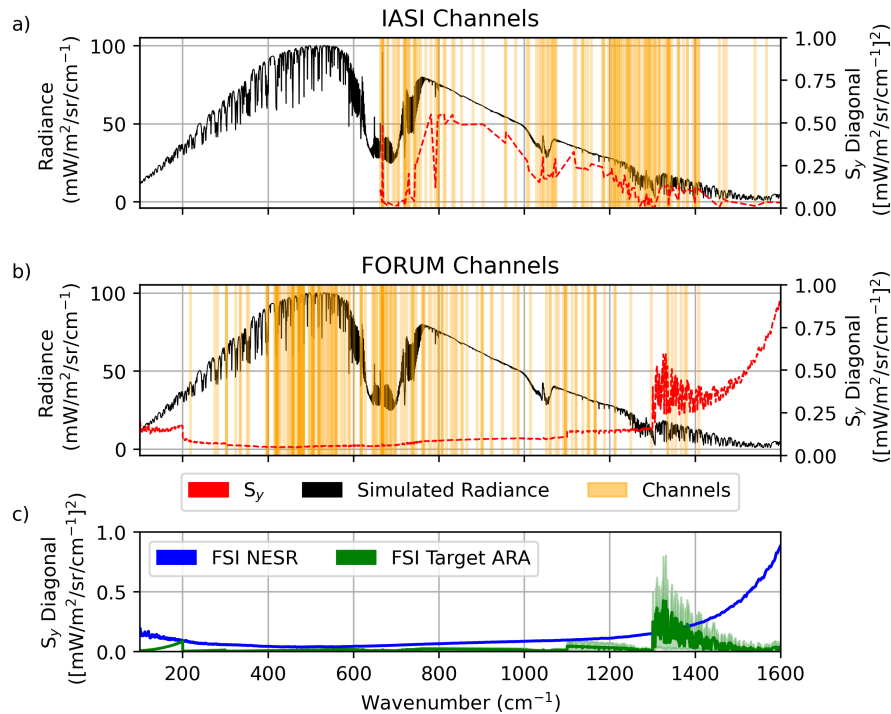 a)
IASI Channels
Radiance
(mW/m²/sr/cm⁻¹)
100
50
0
1.00
0.75
0.50
0.25
0.00
S_y Diagonal
([mW/m²/sr/cm⁻¹]²)
b)
FORUM Channels
Radiance
(mW/m²/sr/cm⁻¹)
100
50
0
1.00
0.75
0.50
0.25
0.00
S_y Diagonal
([mW/m²/sr/cm⁻¹]²)
S_y Simulated Radiance Channels
c)
S_y Diagonal
([mW/m²/sr/cm⁻¹]²)
1.0
0.5
0.0
FSI NESR FSI Target ARA
200 400 600 800 1000 1200 1400 1600
Wavenumber (cm⁻¹)